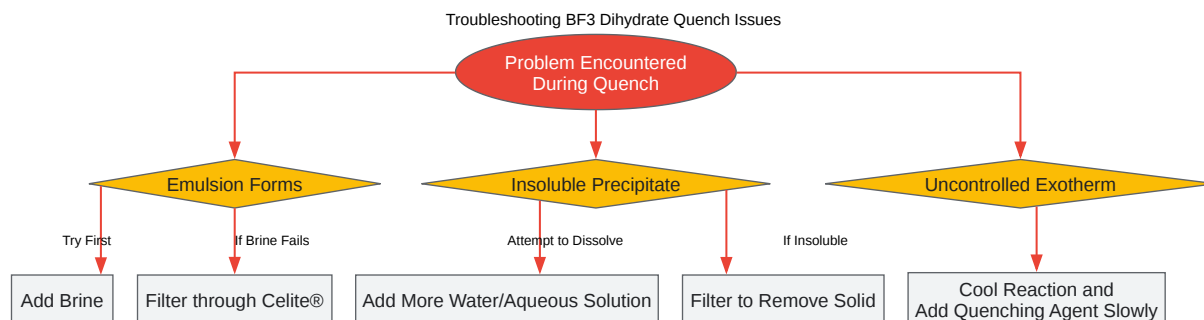 Troubleshooting BF3 Dihydrate Quench Issues
Problem Encountered
During Quench
Emulsion Forms
Insoluble Precipitate
Uncontrolled Exotherm
Try First
If Brine Fails
Attempt to Dissolve
If Insoluble
Add Brine
Filter through Celite®
Add More Water/Aqueous Solution
Filter to Remove Solid
Cool Reaction and
Add Quenching Agent Slowly